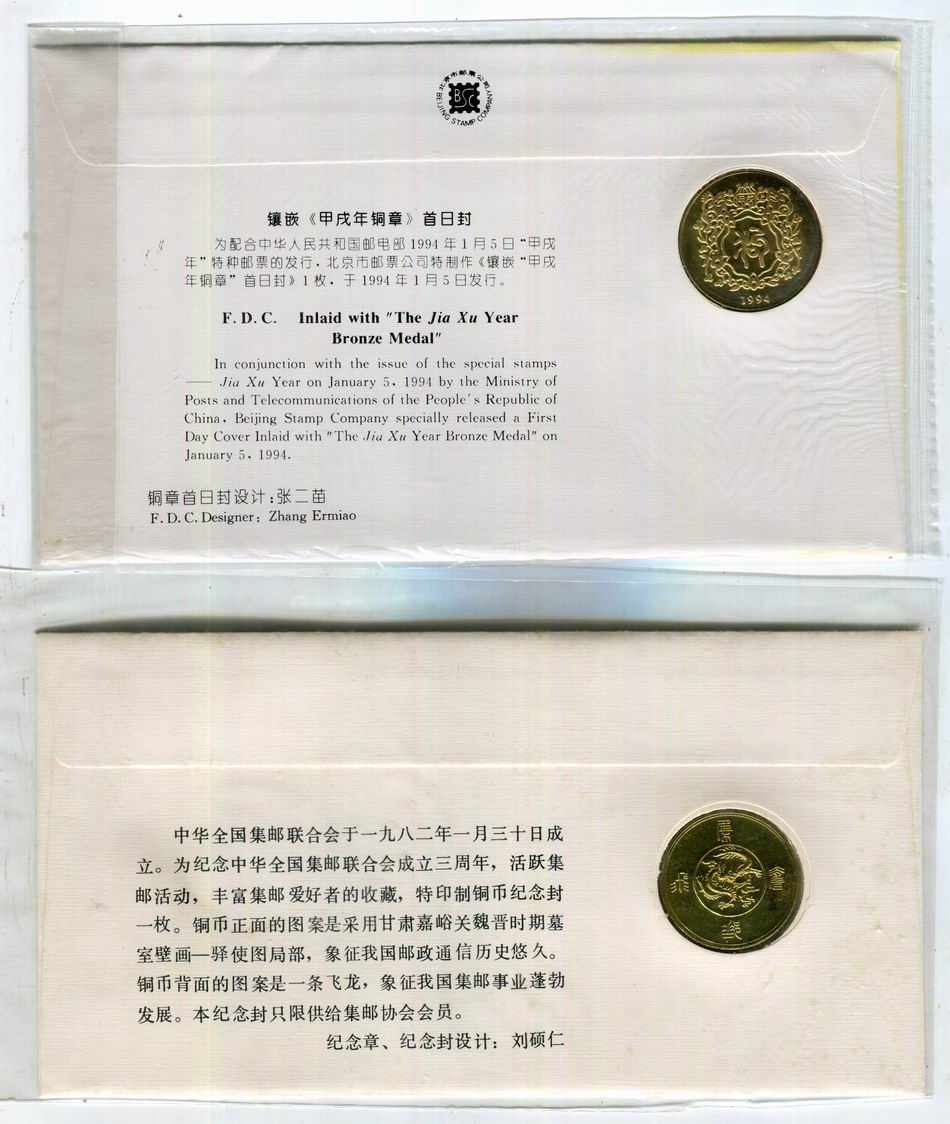 北京市邮票公司
BEIJING STAMP COMPANY
镶嵌《甲戌年铜章》首日封
为配合中华人民共和国邮电部1994年1月5日“甲戌
年”特种邮票的发行，北京市邮票公司特制作《镶嵌“甲戌
年铜章”首日封》1枚，于1994年1月5日发行。
F.D.C. Inlaid with "The Jia Xu Year
Bronze Medal"
In conjunction with the issue of the special stamps
—— Jia Xu Year on January 5, 1994 by the Ministry of
Posts and Telecommunications of the People's Republic of
China, Beijing Stamp Company specially released a First
Day Cover Inlaid with "The Jia Xu Year Bronze Medal" on
January 5, 1994.
铜章首日封设计：张二苗
F.D.C.Designer: Zhang Ermiao
1994
中华全国集邮联合会于一九八二年一月三十日成
立。为纪念中华全国集邮联合会成立三周年，活跃集
邮活动，丰富集邮爱好者的收藏，特印制铜币纪念封
一枚。铜币正面的图案是采用甘肃嘉峪关魏晋时期墓
室壁画—驿使图局部，象征我国邮政通信历史悠久。
铜币背面的图案是一条飞龙，象征我国集邮事业蓬勃
发展。本纪念封只限供给集邮协会会员。
纪念章、纪念封设计：刘硕仁